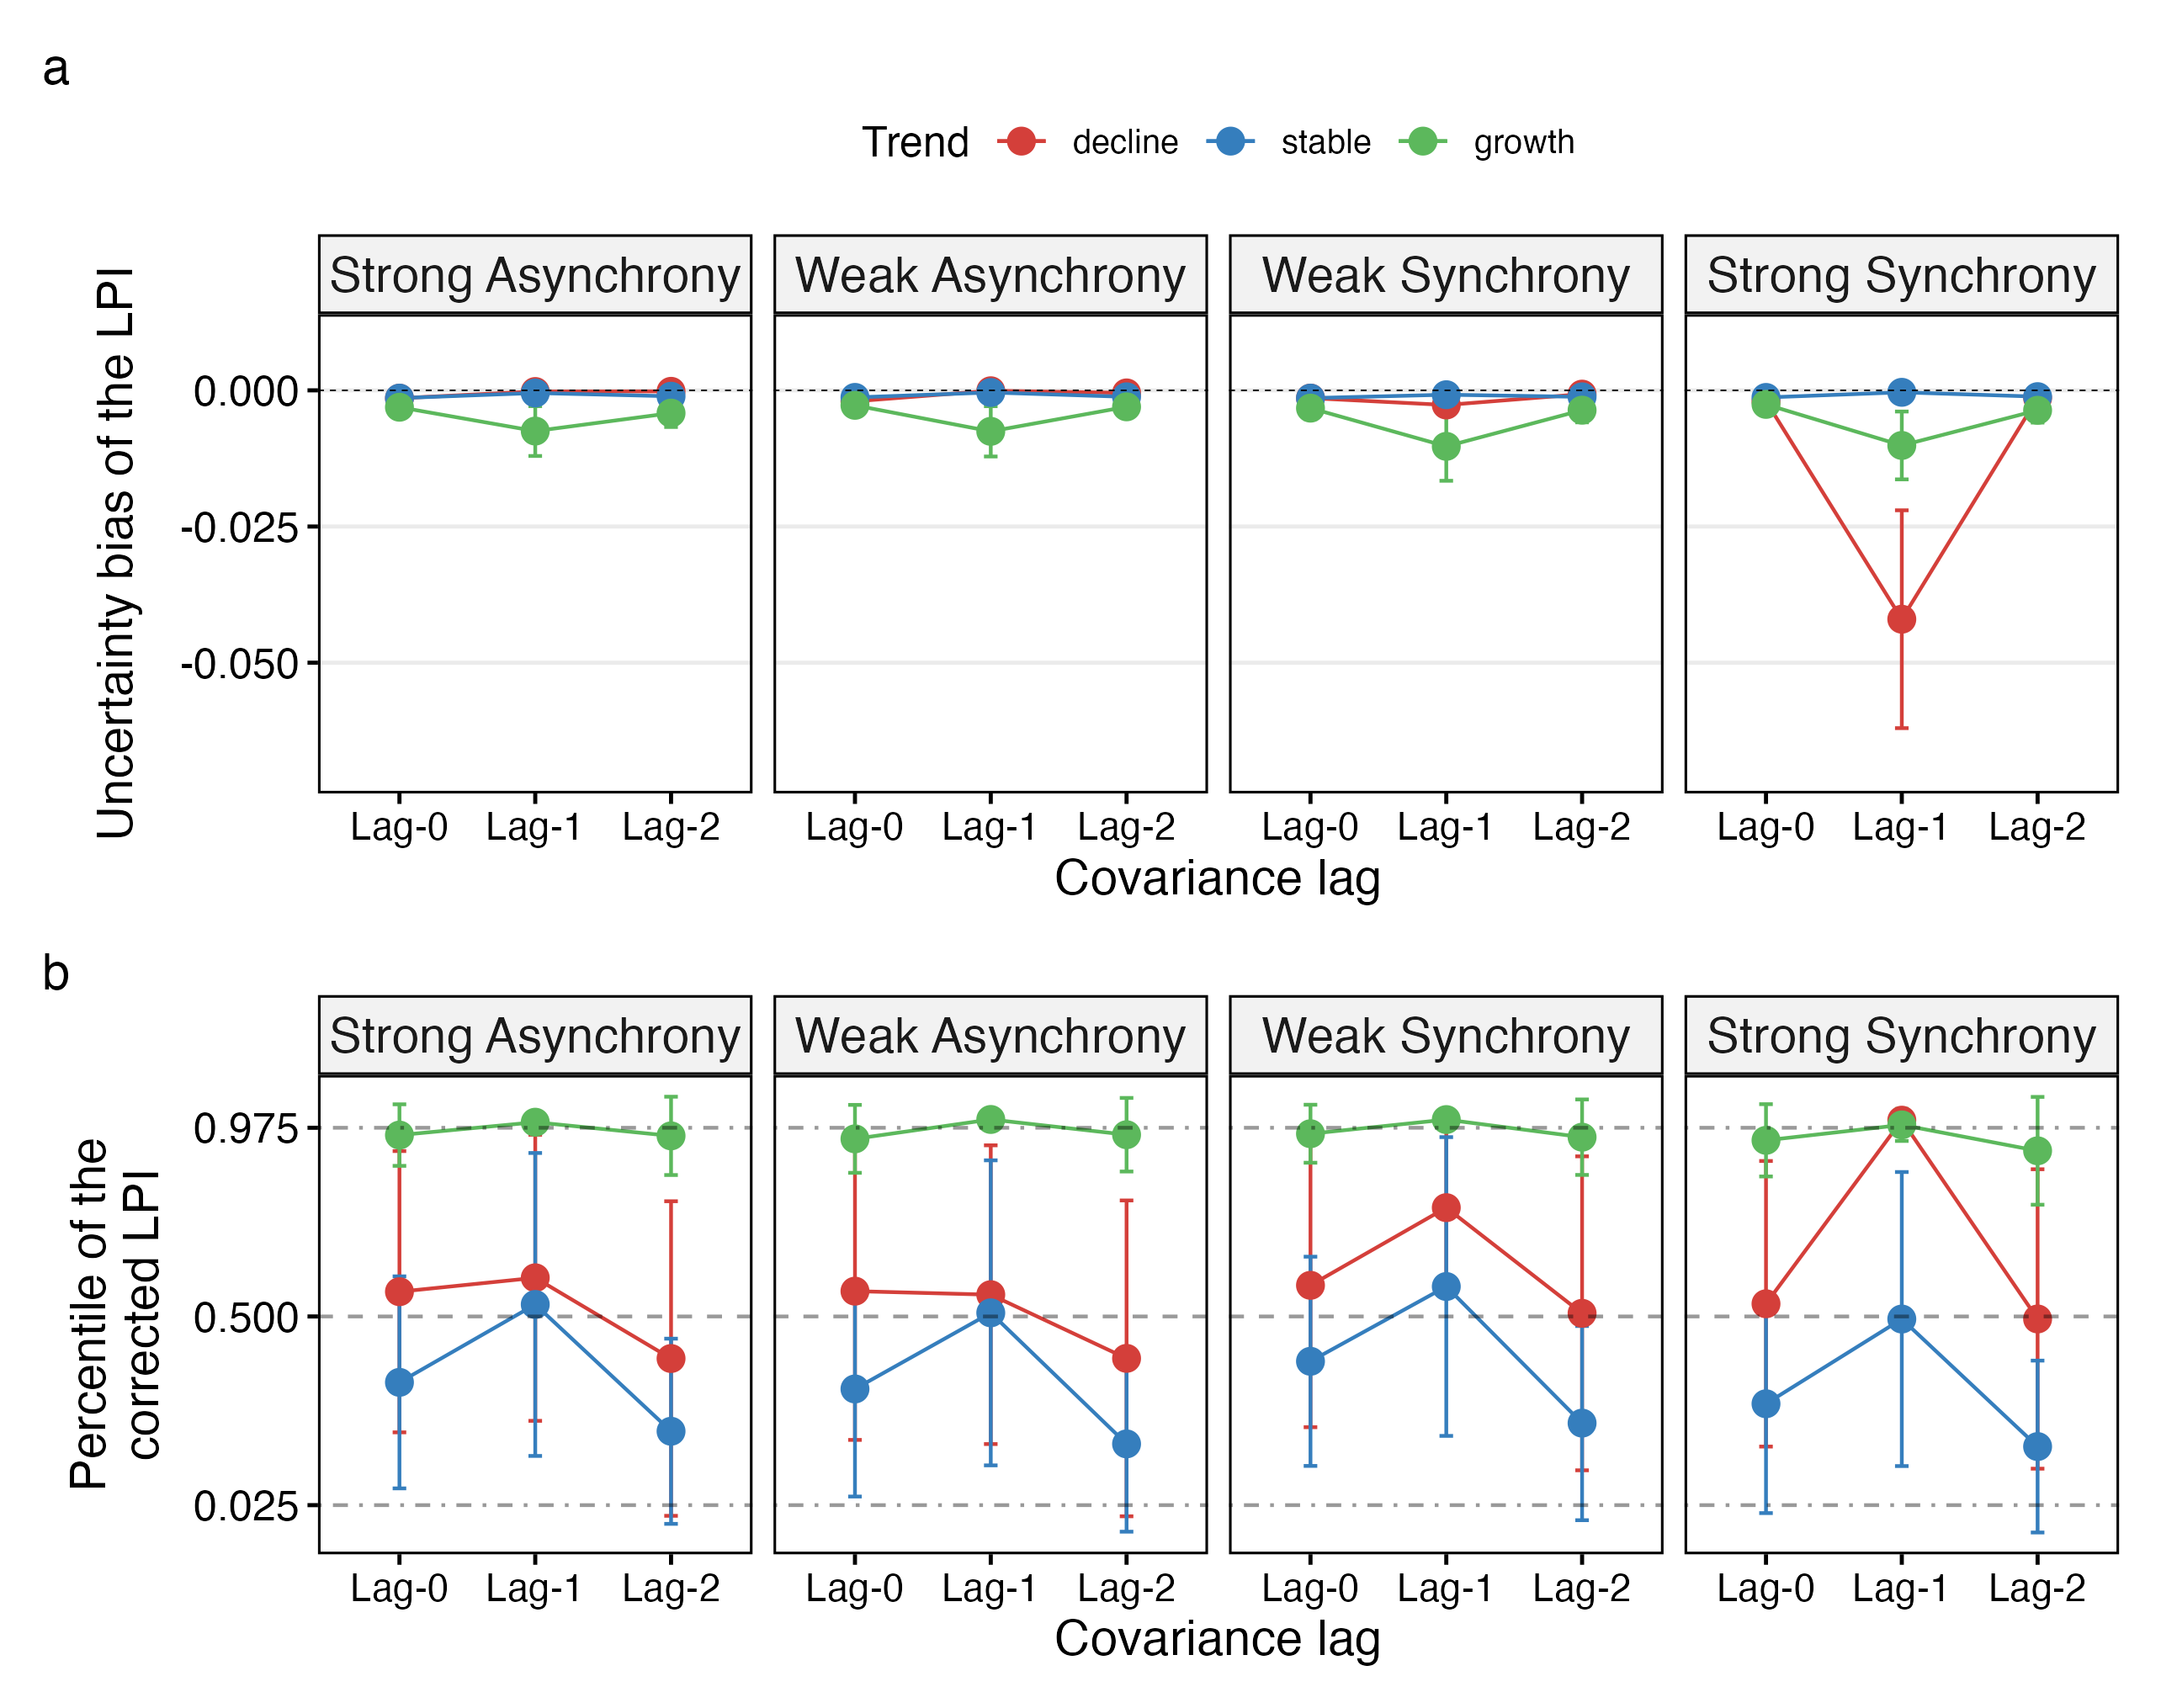 a
Trend decline stable growth
Strong Asynchrony Weak Asynchrony Weak Synchrony Strong Synchrony
Uncertainty bias of the LPI
0.000
-0.025
-0.050
Lag-0 Lag-1 Lag-2 Lag-0 Lag-1 Lag-2 Lag-0 Lag-1 Lag-2 Lag-0 Lag-1 Lag-2
Covariance lag
b
Strong Asynchrony Weak Asynchrony Weak Synchrony Strong Synchrony
Percentile of the
corrected LPI
0.975
0.500
0.025
Lag-0 Lag-1 Lag-2 Lag-0 Lag-1 Lag-2 Lag-0 Lag-1 Lag-2 Lag-0 Lag-1 Lag-2
Covariance lag